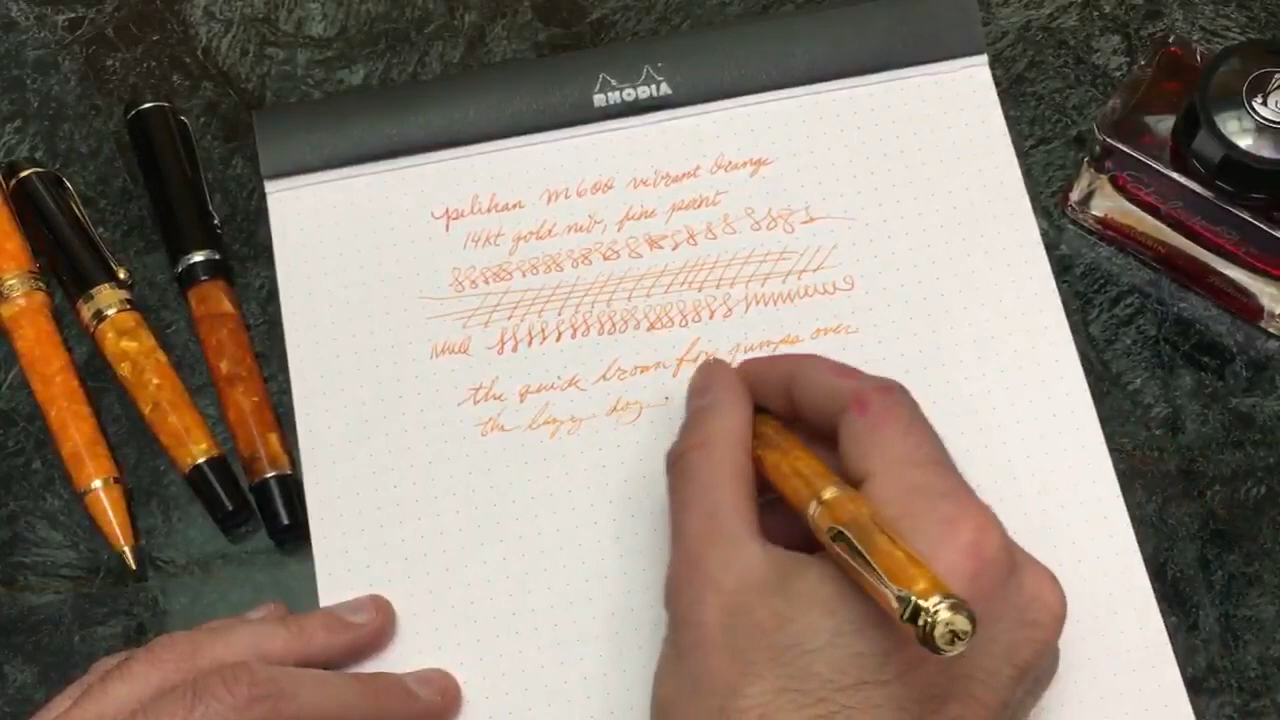 RHODIA
pelikan m600 vibrant Orange
14kt gold nib, fine point
the quick brown fox jumps over
the lazy dog.
Edelstein